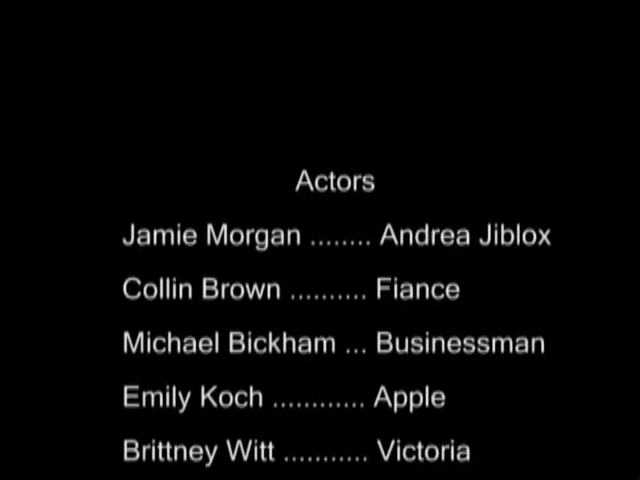 Actors
Jamie Morgan ........ Andrea Jiblox
Collin Brown .......... Fiance
Michael Bickham ... Businessman
Emily Koch ............ Apple
Brittney Witt ........... Victoria